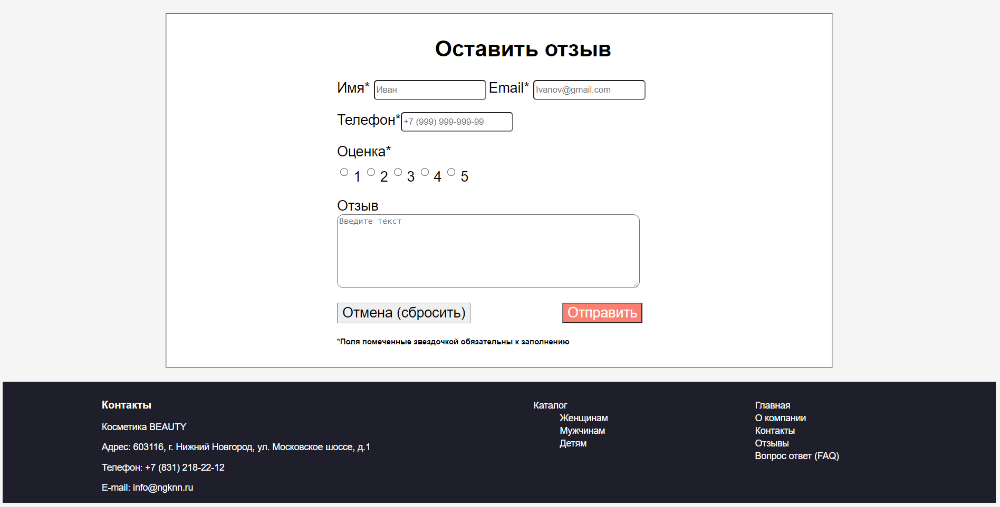 Оставить отзыв
Имя* Иван Email* Ivanov@gmail.com
Телефон* +7 (999) 999-999-99
Оценка*
1 2 3 4 5
Отзыв
Введите текст
Отмена (сбросить) Отправить
*Поля помеченные звездочкой обязательны к заполнению
Контакты
Косметика BEAUTY
Адрес: 603116, г. Нижний Новгород, ул. Московское шоссе, д.1
Телефон: +7 (831) 218-22-12
E-mail: info@ngknn.ru
Каталог
Женщинам
Мужчинам
Детям
Главная
О компании
Контакты
Отзывы
Вопрос ответ (FAQ)